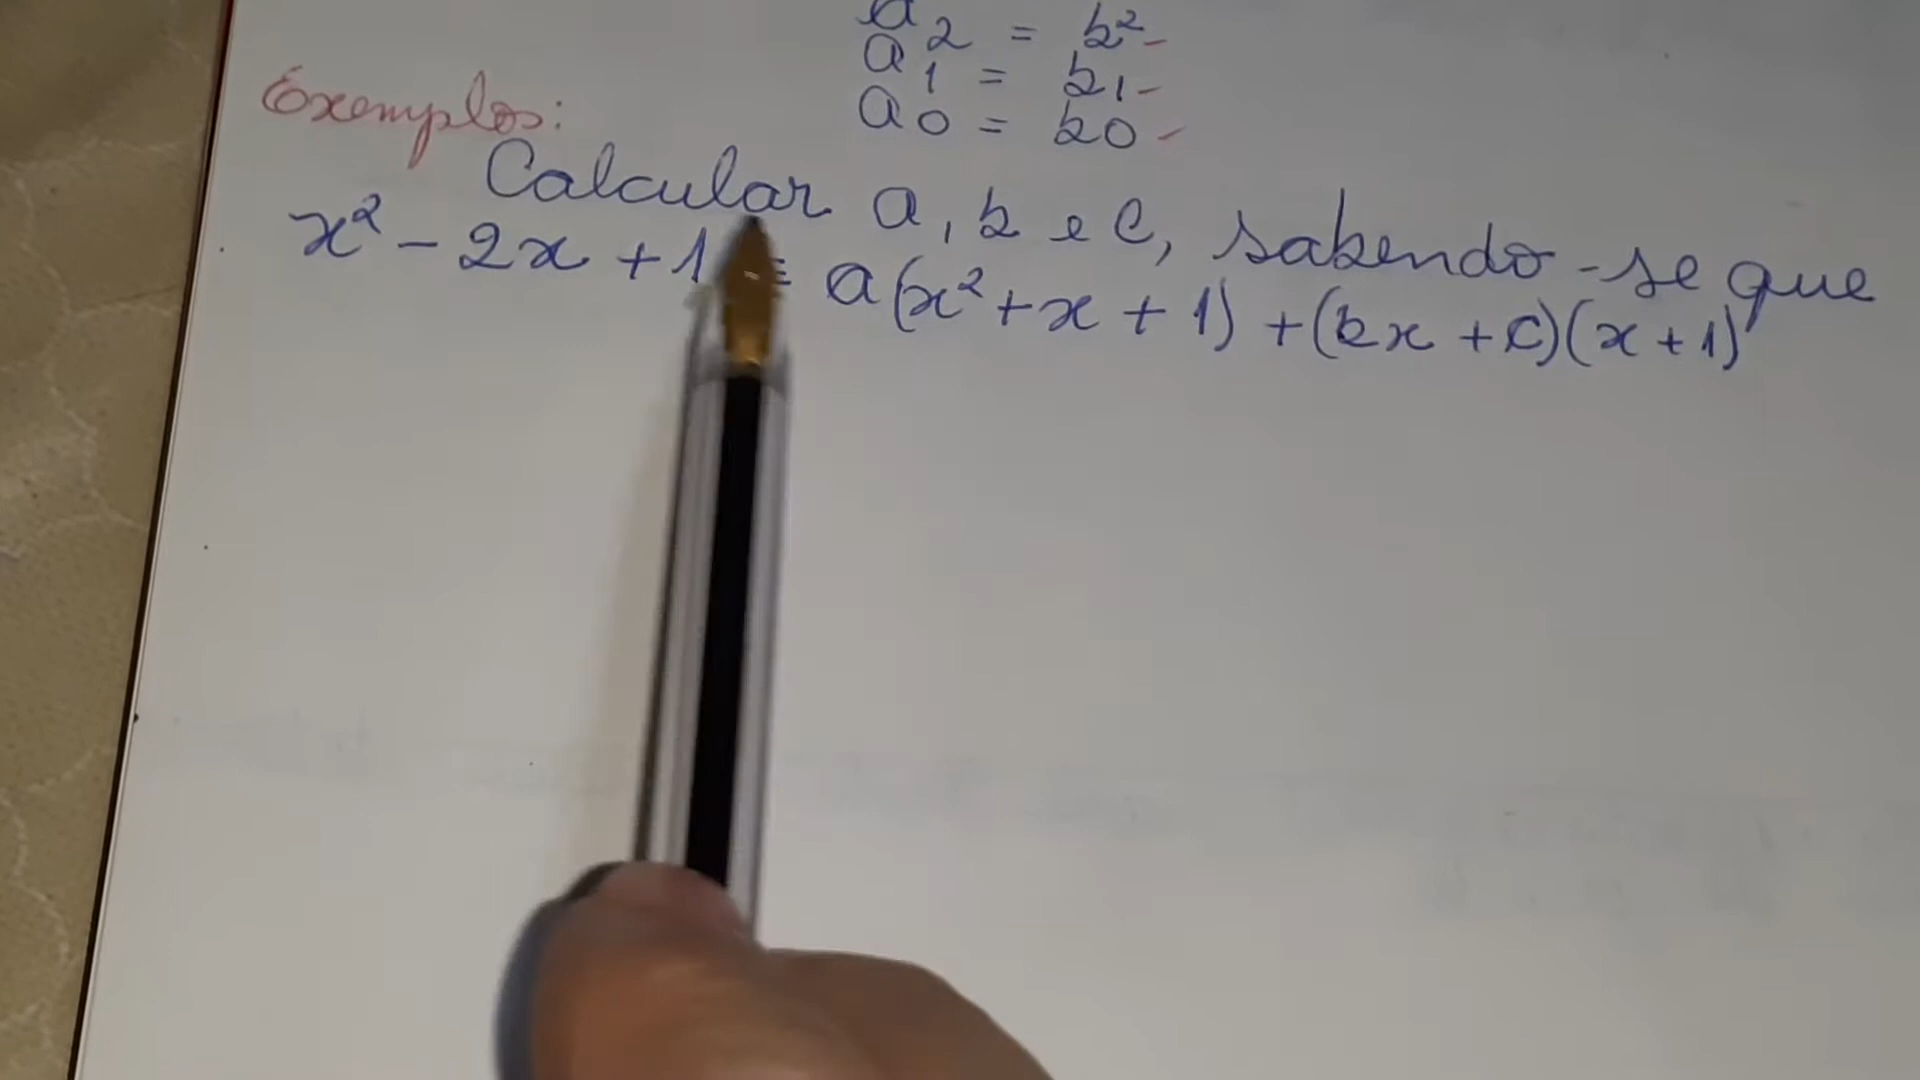 a2 = b2
a1 = b1
a0 = b0
Exemplos:
Calcular a, b e c, sabendo-se que
x² - 2x + 1 = a(x² + x + 1) + (bx + c)(x + 1)